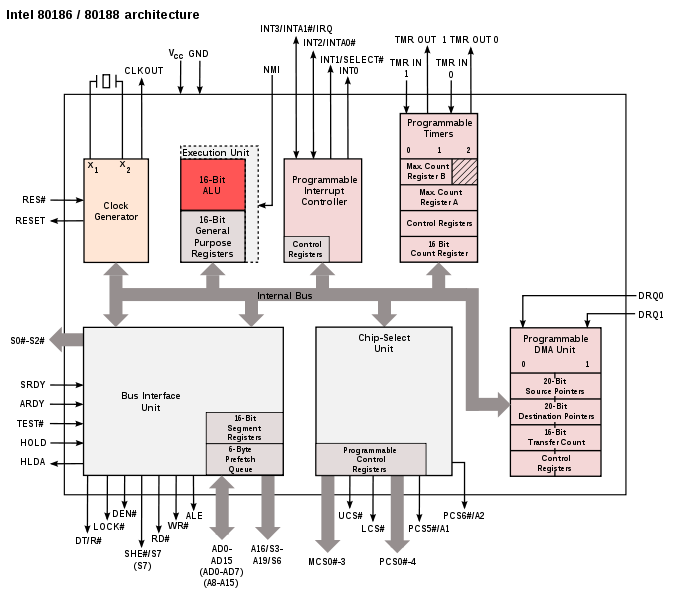 Intel 80186 / 80188 architecture
INT3/INTA1#/IRQ
INT2/INTA0#
INT1/SELECT#
INT0
TMR OUT 1
TMR OUT 0
TMR IN
1
TMR IN
0
VCC
GND
CLKOUT
NMI
X1
X2
Clock
Generator
RES#
RESET
Execution Unit
16-Bit
ALU
16-Bit
General
Purpose
Registers
Programmable
Interrupt
Controller
Control
Registers
Programmable
Timers
0
1
2
Max. Count
Register B
Max. Count
Register A
Control Registers
16 Bit
Count Register
Internal Bus
DRQ0
DRQ1
S0#-S2#
SRDY
ARDY
TEST#
HOLD
HLDA
Bus Interface
Unit
16-Bit
Segment
Registers
6-Byte
Prefetch
Queue
Chip-Select
Unit
Programmable
Control
Registers
Programmable
DMA Unit
0
1
20-Bit
Source Pointers
20-Bit
Destination Pointers
16-Bit
Transfer Count
Control
Registers
DT/R#
LOCK#
DEN#
SHE#/S7
(S7)
RD#
WR#
ALE
AD0-
AD15
(AD0-AD7)
(A8-A15)
A16/S3-
A19/S6
MCS0#-3
UCS#
LCS#
PCS0#-4
PCS5#/A1
PCS6#/A2